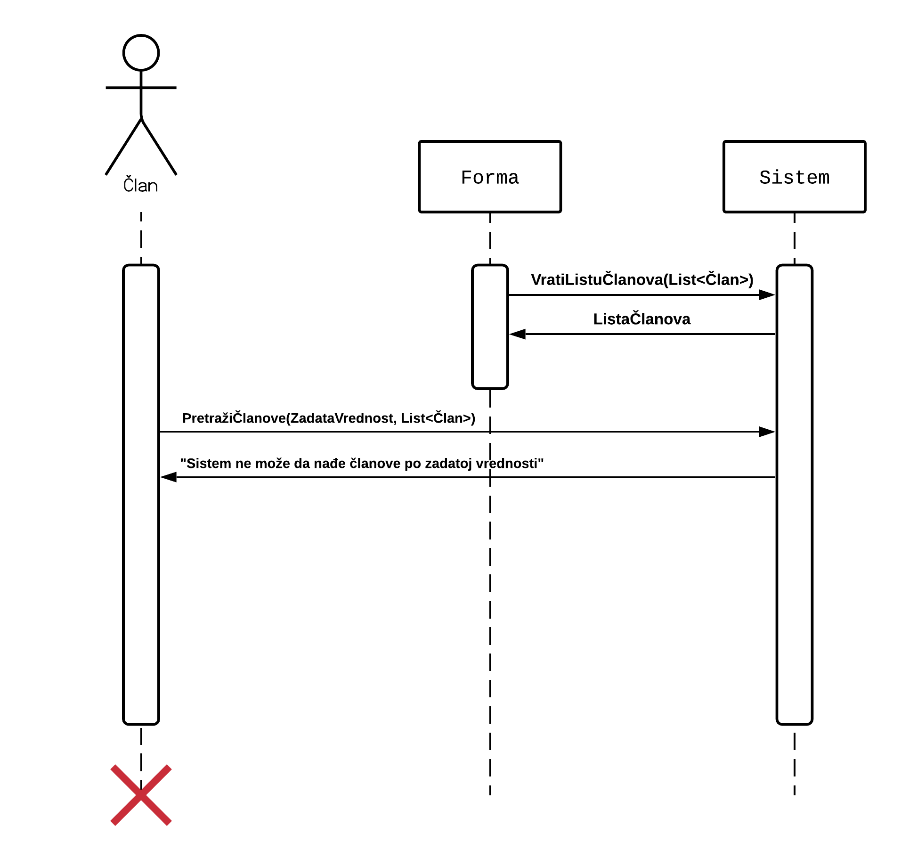 Član
Forma
Sistem
VratiListuČlanova(List<Član>)
ListaČlanova
PretražiČlanove(ZadataVrednost, List<Član>)
"Sistem ne može da nađe članove po zadatoj vrednosti"